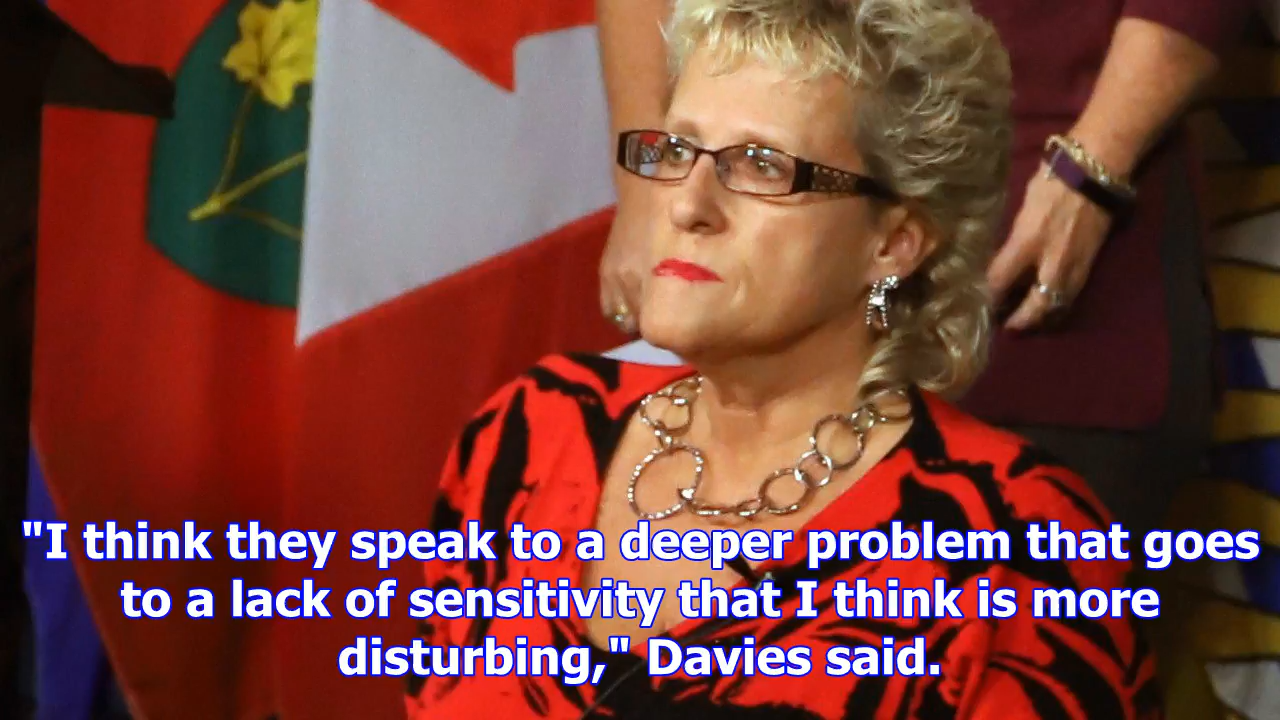 "I think they speak to a deeper problem that goes
to a lack of sensitivity that I think is more
disturbing," Davies said.